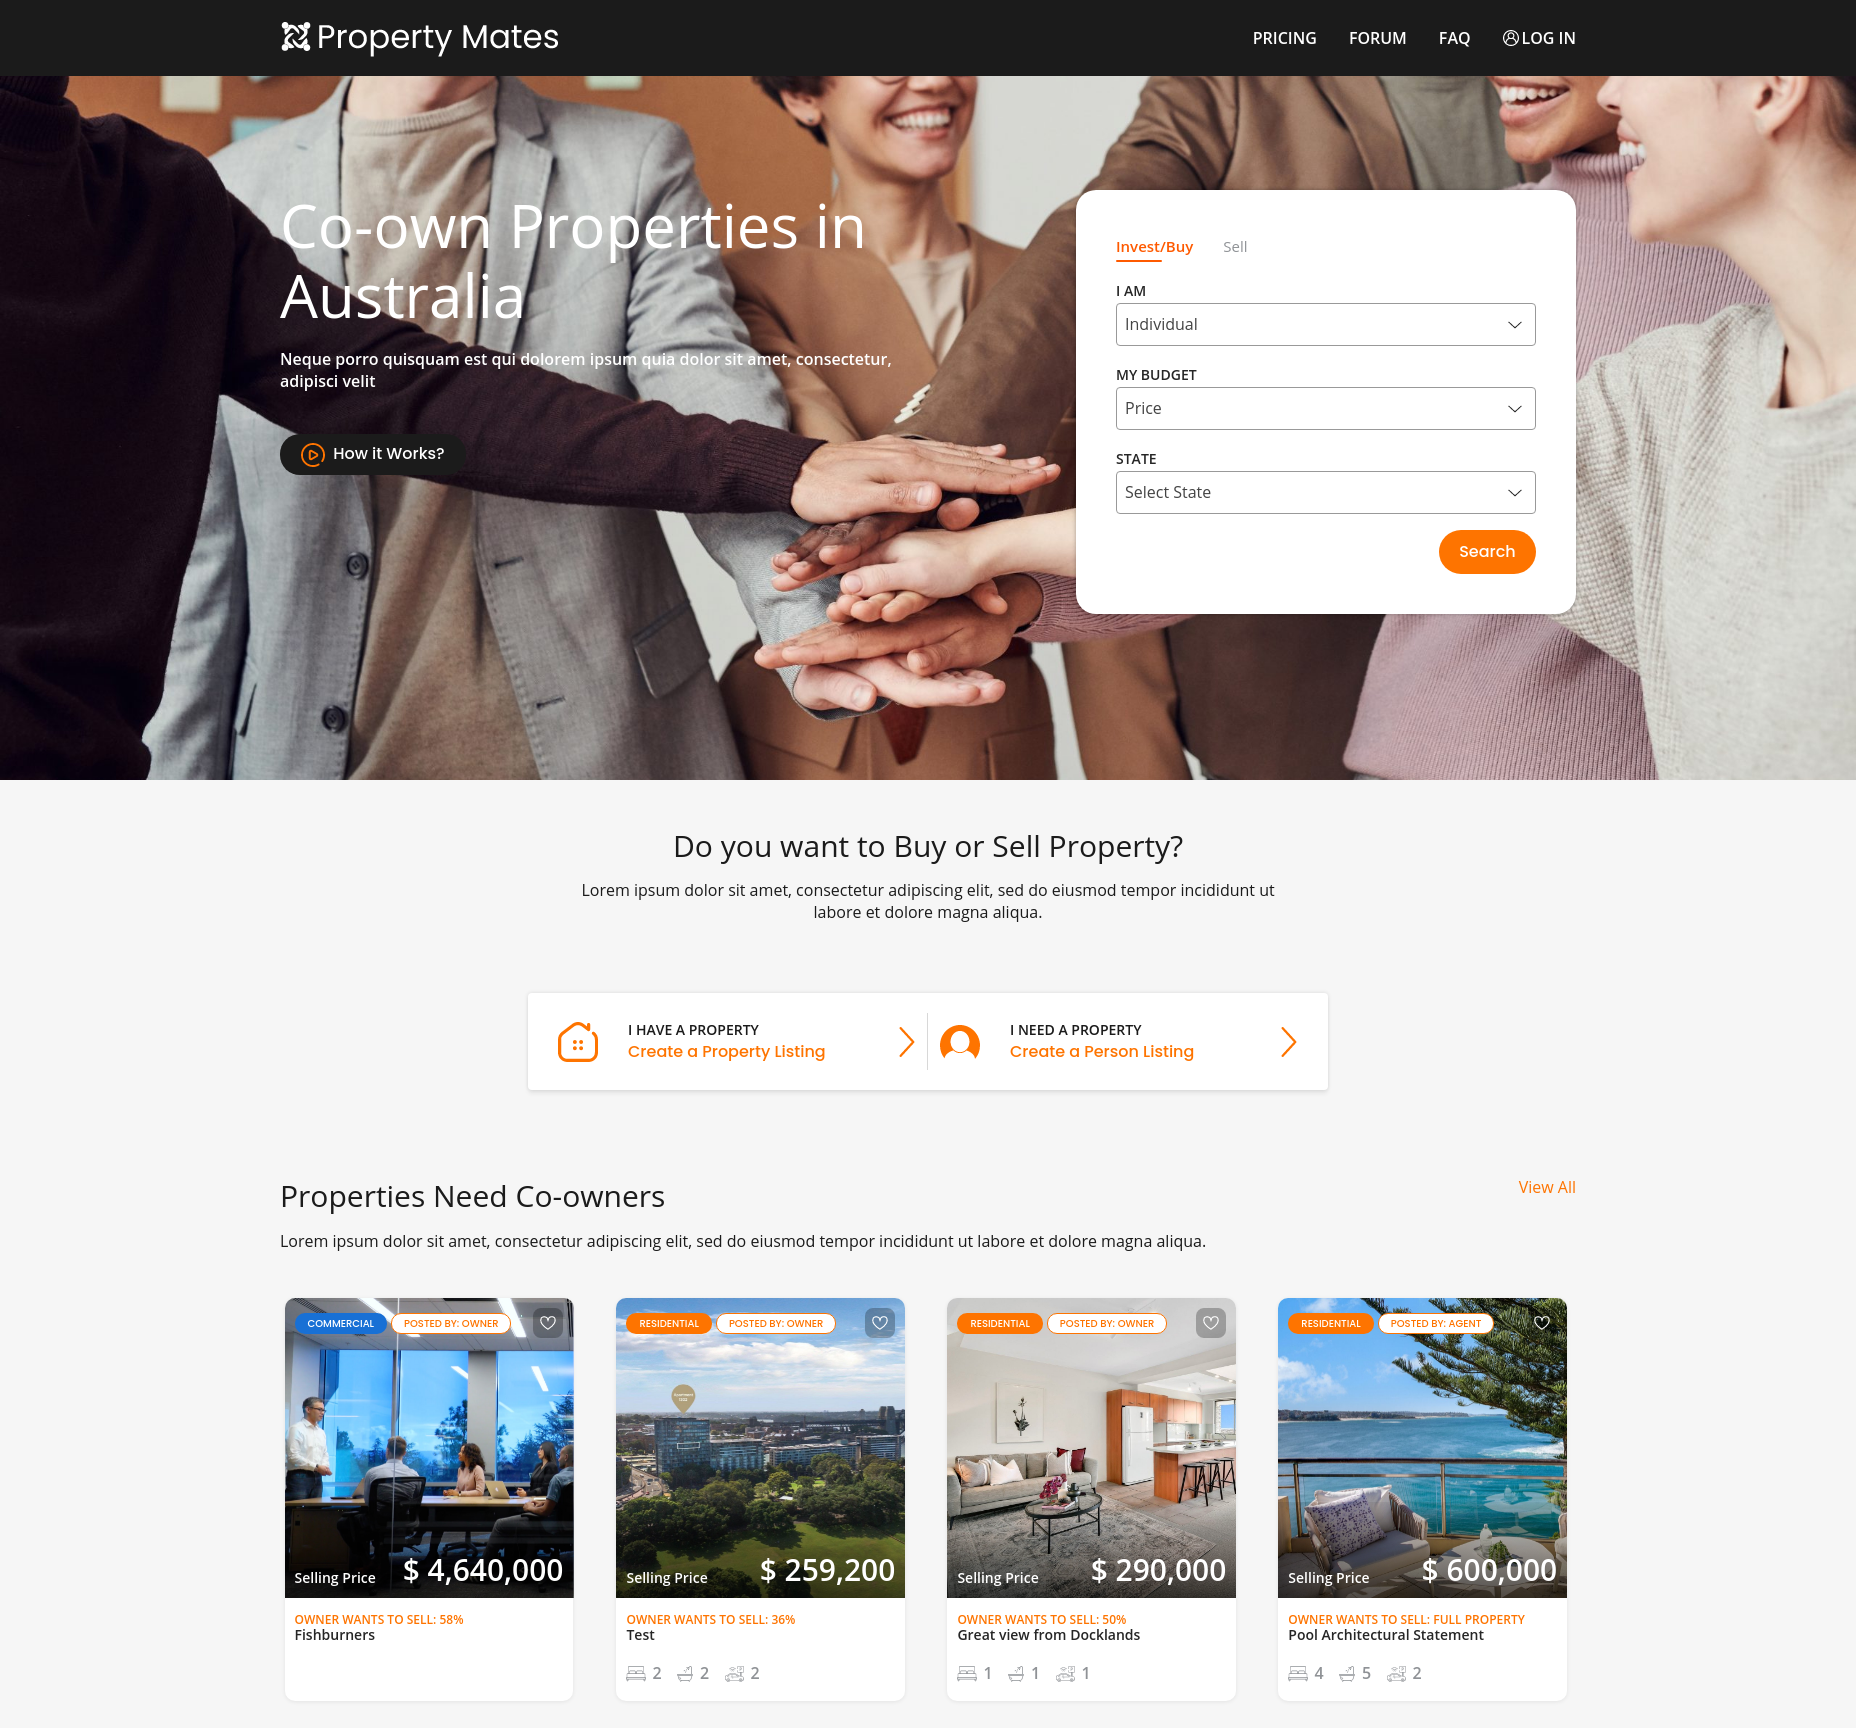 Property Mates
PRICING
FORUM
FAQ
LOG IN
Co-own Properties in
Australia
Neque porro quisquam est qui dolorem ipsum quia dolor sit amet, consectetur,
adipisci velit
How it Works?
Invest/Buy
Sell
I AM
Individual
MY BUDGET
Price
STATE
Select State
Search
Do you want to Buy or Sell Property?
Lorem ipsum dolor sit amet, consectetur adipiscing elit, sed do eiusmod tempor incididunt ut
labore et dolore magna aliqua.
I HAVE A PROPERTY
Create a Property Listing
I NEED A PROPERTY
Create a Person Listing
Properties Need Co-owners
View All
Lorem ipsum dolor sit amet, consectetur adipiscing elit, sed do eiusmod tempor incididunt ut labore et dolore magna aliqua.
COMMERCIAL
POSTED BY: OWNER
Selling Price
$ 4,640,000
OWNER WANTS TO SELL: 58%
Fishburners
RESIDENTIAL
POSTED BY: OWNER
Selling Price
$ 259,200
OWNER WANTS TO SELL: 36%
Test
2
2
2
RESIDENTIAL
POSTED BY: OWNER
Selling Price
$ 290,000
OWNER WANTS TO SELL: 50%
Great view from Docklands
1
1
1
RESIDENTIAL
POSTED BY: AGENT
Selling Price
$ 600,000
OWNER WANTS TO SELL: FULL PROPERTY
Pool Architectural Statement
4
5
2